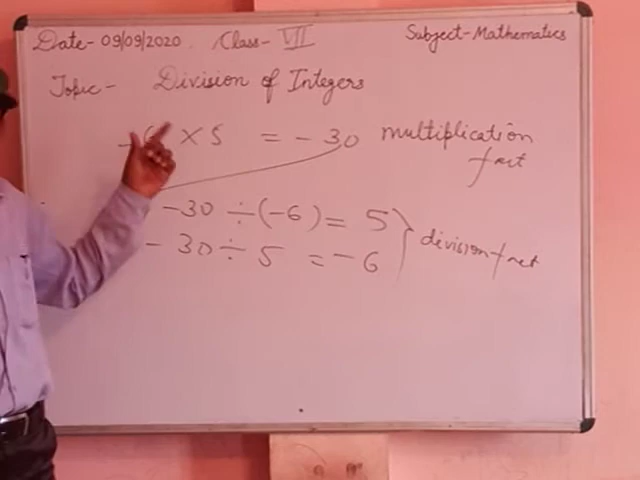 Date- 09/09/2020 Class- VII Subject-Mathematics
Topic- Division of Integers
× 5 = - 30 multiplication fact
-30 ÷ (-6) = 5
- 30 ÷ 5 = - 6
division fact